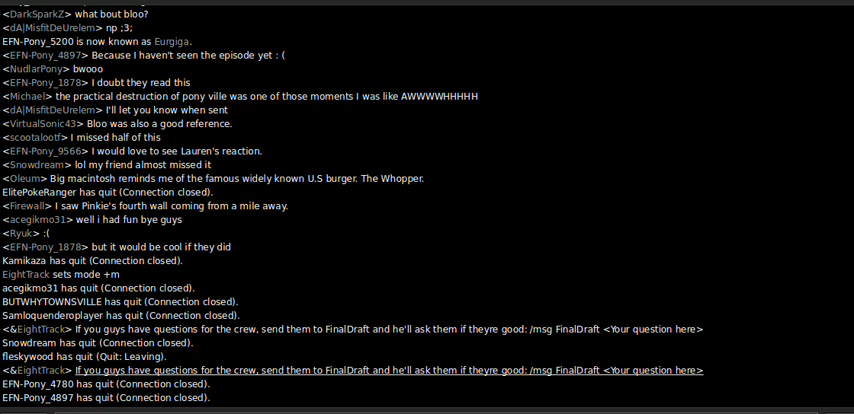 <DarkSparkZ> what bout bloo?
<dA|MisfitDeUrelem> np ;3;
EFN-Pony_5200 is now known as Eurgiga.
<EFN-Pony_4897> Because I haven't seen the episode yet : (
<NudlarPony> bwooo
<EFN-Pony_1878> I doubt they read this
<Michael> the practical destruction of pony ville was one of those moments I was like AWWWWHHHHH
<dA|MisfitDeUrelem> I'll let you know when sent
<VirtualSonic43> Bloo was also a good reference.
<scootalootf> I missed half of this
<EFN-Pony_9566> I would love to see Lauren's reaction.
<Snowdream> lol my friend almost missed it
<Oleum> Big macintosh reminds me of the famous widely known U.S burger. The Whopper.
ElitePokeRanger has quit (Connection closed).
<Firewall> I saw Pinkie's fourth wall coming from a mile away.
<acegikmo31> well i had fun bye guys
<Ryuk> :(
<EFN-Pony_1878> but it would be cool if they did
Kamikaza has quit (Connection closed).
EightTrack sets mode +m
acegikmo31 has quit (Connection closed).
BUTWHYTOWNSVILLE has quit (Connection closed).
Samloquenderoplayer has quit (Connection closed).
<&EightTrack> If you guys have questions for the crew, send them to FinalDraft and he'll ask them if theyre good: /msg FinalDraft <Your question here>
Snowdream has quit (Connection closed).
fleskywood has quit (Quit: Leaving).
<&EightTrack> If you guys have questions for the crew, send them to FinalDraft and he'll ask them if theyre good: /msg FinalDraft <Your question here>
EFN-Pony_4780 has quit (Connection closed).
EFN-Pony_4897 has quit (Connection closed).